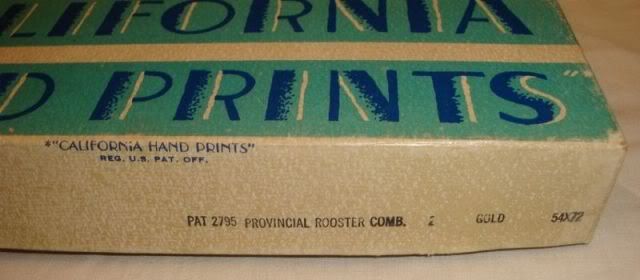 ALIFORNIA
D PRINTS"
*"CALIFORNiA HAND PRINTS"
REG. U.S. PAT. OFF.
PAT 2795 PROVINCIAL ROOSTER COMB. 2 GOLD 54X72